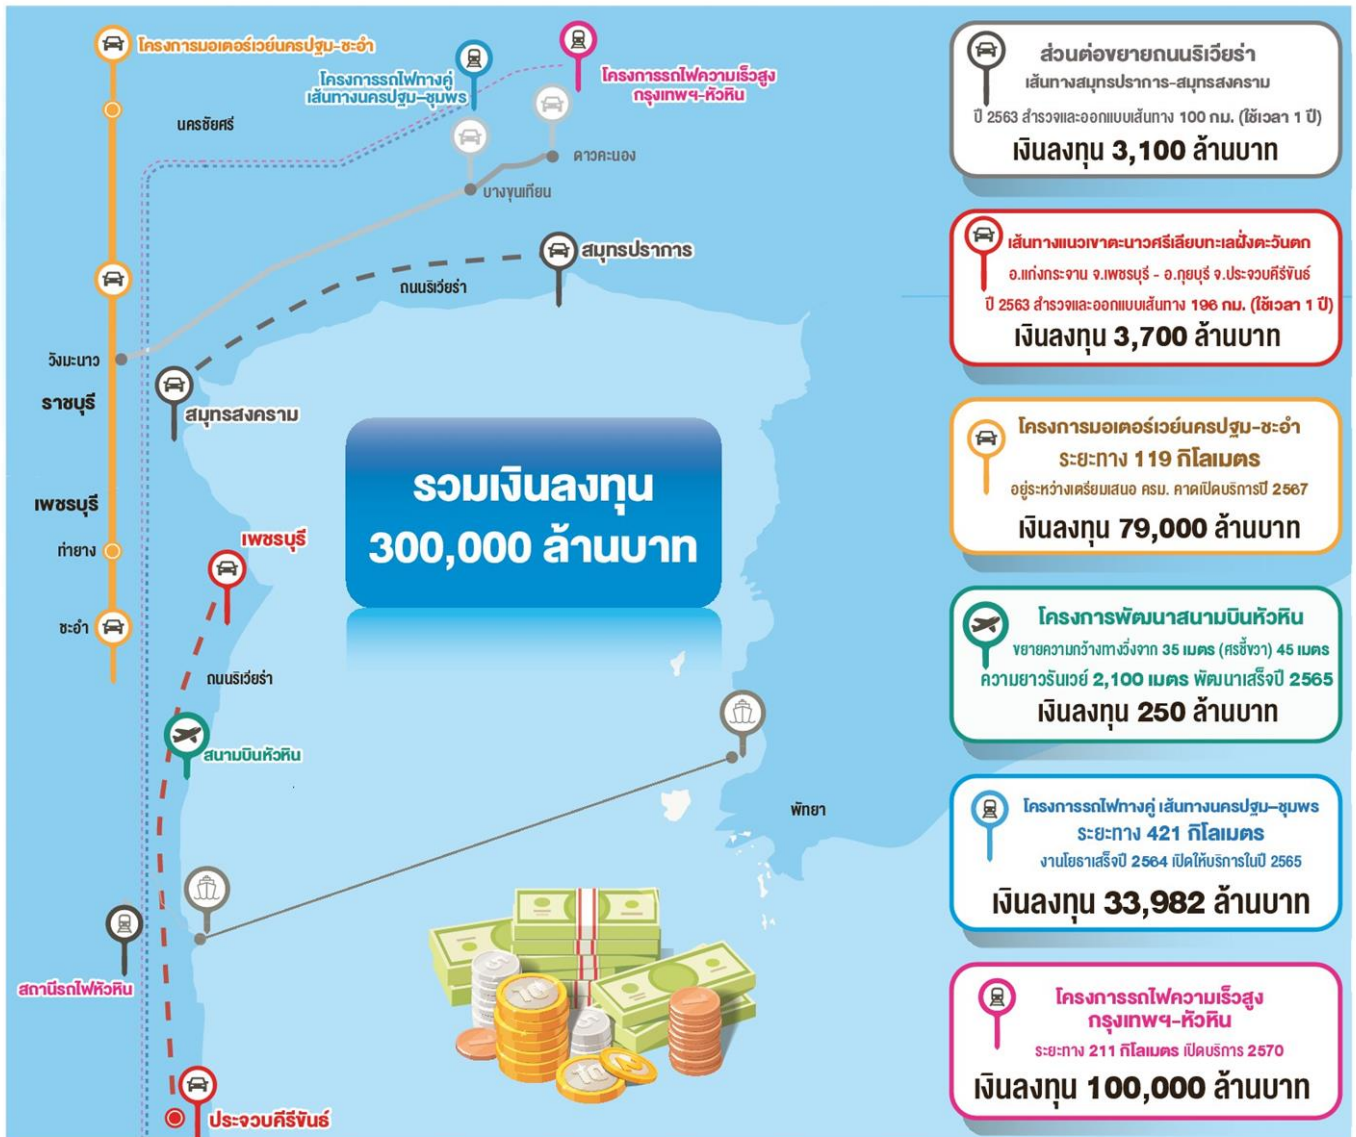 โครงการมอเตอร์เวย์นครปฐม-ชะอำ
โครงการรถไฟทางคู่
เส้นทางนครปฐม-ชุมพร
โครงการรถไฟความเร็วสูง
กรุงเทพฯ-หัวหิน
นครชัยศรี
ดาวคะนอง
บางขุนเทียน
สมุทรปราการ
ถนนริเวียร่า
วังมะนาว
ราชบุรี
สมุทรสงคราม
เพชรบุรี
ท่ายาง
ชะอำ
เพชรบุรี
ถนนริเวียร่า
สนามบินหัวหิน
พัทยา
สถานีรถไฟหัวหิน
ประจวบคีรีขันธ์
รวมเงินลงทุน
300,000 ล้านบาท
ส่วนต่อขยายถนนริเวียร่า
เส้นทางสมุทรปราการ-สมุทรสงคราม
ปี 2563 สำรวจและออกแบบเส้นทาง 100 กม. (ใช้เวลา 1 ปี)
เงินลงทุน 3,100 ล้านบาท
เส้นทางแนวเขาตะนาวศรีเลียบทะเลฝั่งตะวันตก
อ.แก่งกระจาน จ.เพชรบุรี - อ.กุยบุรี จ.ประจวบคีรีขันธ์
ปี 2563 สำรวจและออกแบบเส้นทาง 196 กม. (ใช้เวลา 1 ปี)
เงินลงทุน 3,700 ล้านบาท
โครงการมอเตอร์เวย์นครปฐม-ชะอำ
ระยะทาง 119 กิโลเมตร
อยู่ระหว่างเตรียมเสนอ ครม. คาดเปิดบริการปี 2567
เงินลงทุน 79,000 ล้านบาท
โครงการพัฒนาสนามบินหัวหิน
ขยายความกว้างทางวิ่งจาก 35 เมตร (ศรชี้ขวา) 45 เมตร
ความยาวรันเวย์ 2,100 เมตร พัฒนาเสร็จปี 2565
เงินลงทุน 250 ล้านบาท
โครงการรถไฟทางคู่ เส้นทางนครปฐม-ชุมพร
ระยะทาง 421 กิโลเมตร
งานโยธาเสร็จปี 2564 เปิดให้บริการในปี 2565
เงินลงทุน 33,982 ล้านบาท
โครงการรถไฟความเร็วสูง
กรุงเทพฯ-หัวหิน
ระยะทาง 211 กิโลเมตร เปิดบริการ 2570
เงินลงทุน 100,000 ล้านบาท